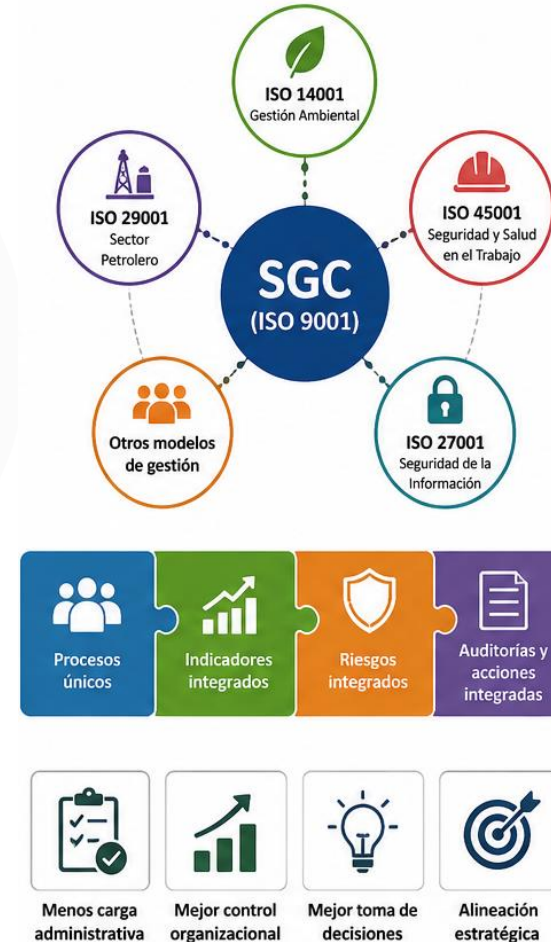 ISO 14001
Gestión Ambiental
ISO 29001
Sector
Petrolero
ISO 45001
Seguridad y Salud
en el Trabajo
SGC
(ISO 9001)
Otros modelos
de gestión
ISO 27001
Seguridad de la
Información
Procesos
únicos
Indicadores
integrados
Riesgos
integrados
Auditorías y
acciones
integradas
Menos carga
administrativa
Mejor control
organizacional
Mejor toma de
decisiones
Alineación
estratégica